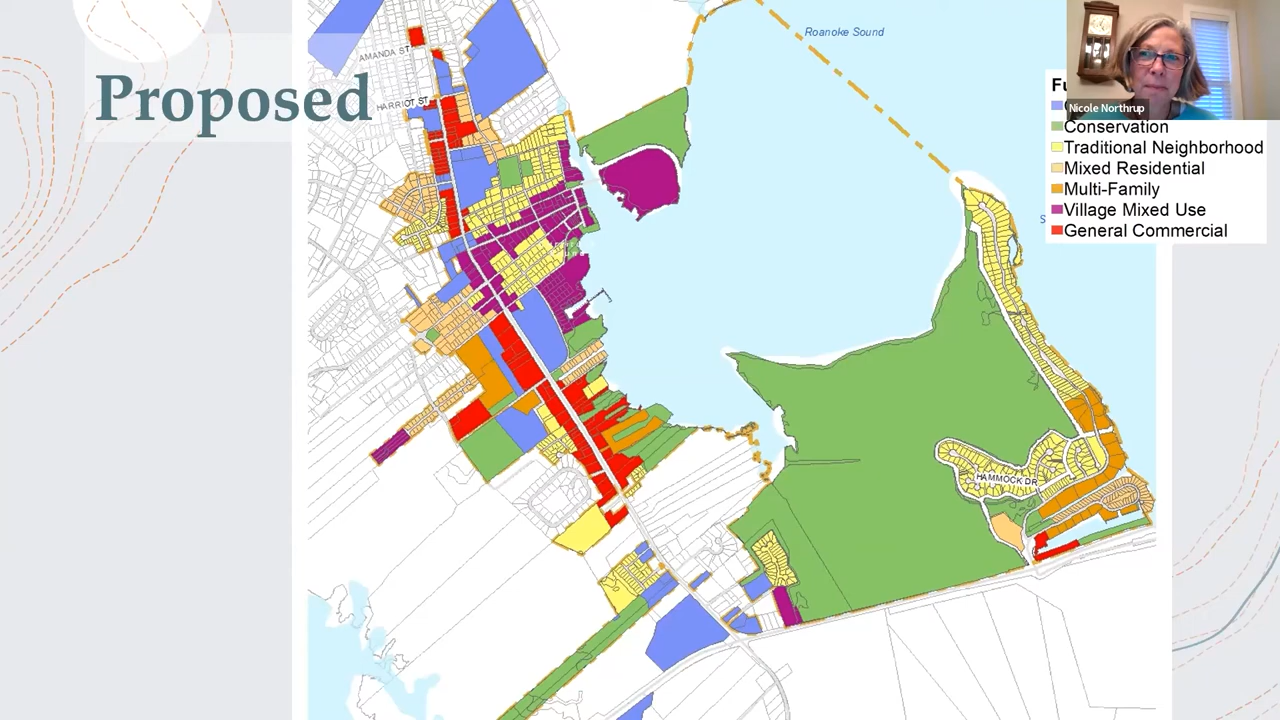 Proposed
AMANDA ST
HARRIOT ST
Roanoke Sound
Fu
Nicole Northrup
Conservation
Traditional Neighborhood
Mixed Residential
Multi-Family
Village Mixed Use
General Commercial
S
HAMMOCK DR